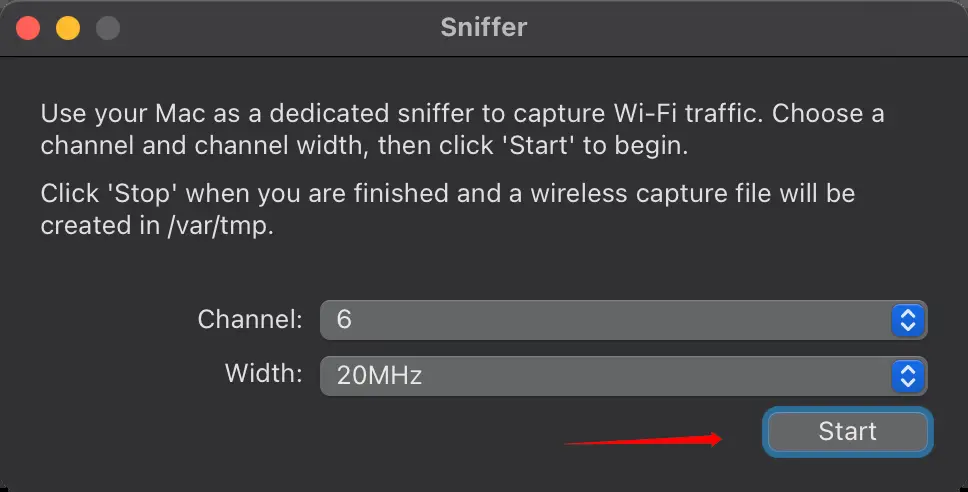 Sniffer
Use your Mac as a dedicated sniffer to capture Wi-Fi traffic. Choose a
channel and channel width, then click 'Start' to begin.
Click 'Stop' when you are finished and a wireless capture file will be
created in /var/tmp.
Channel: 6
Width: 20MHz
Start